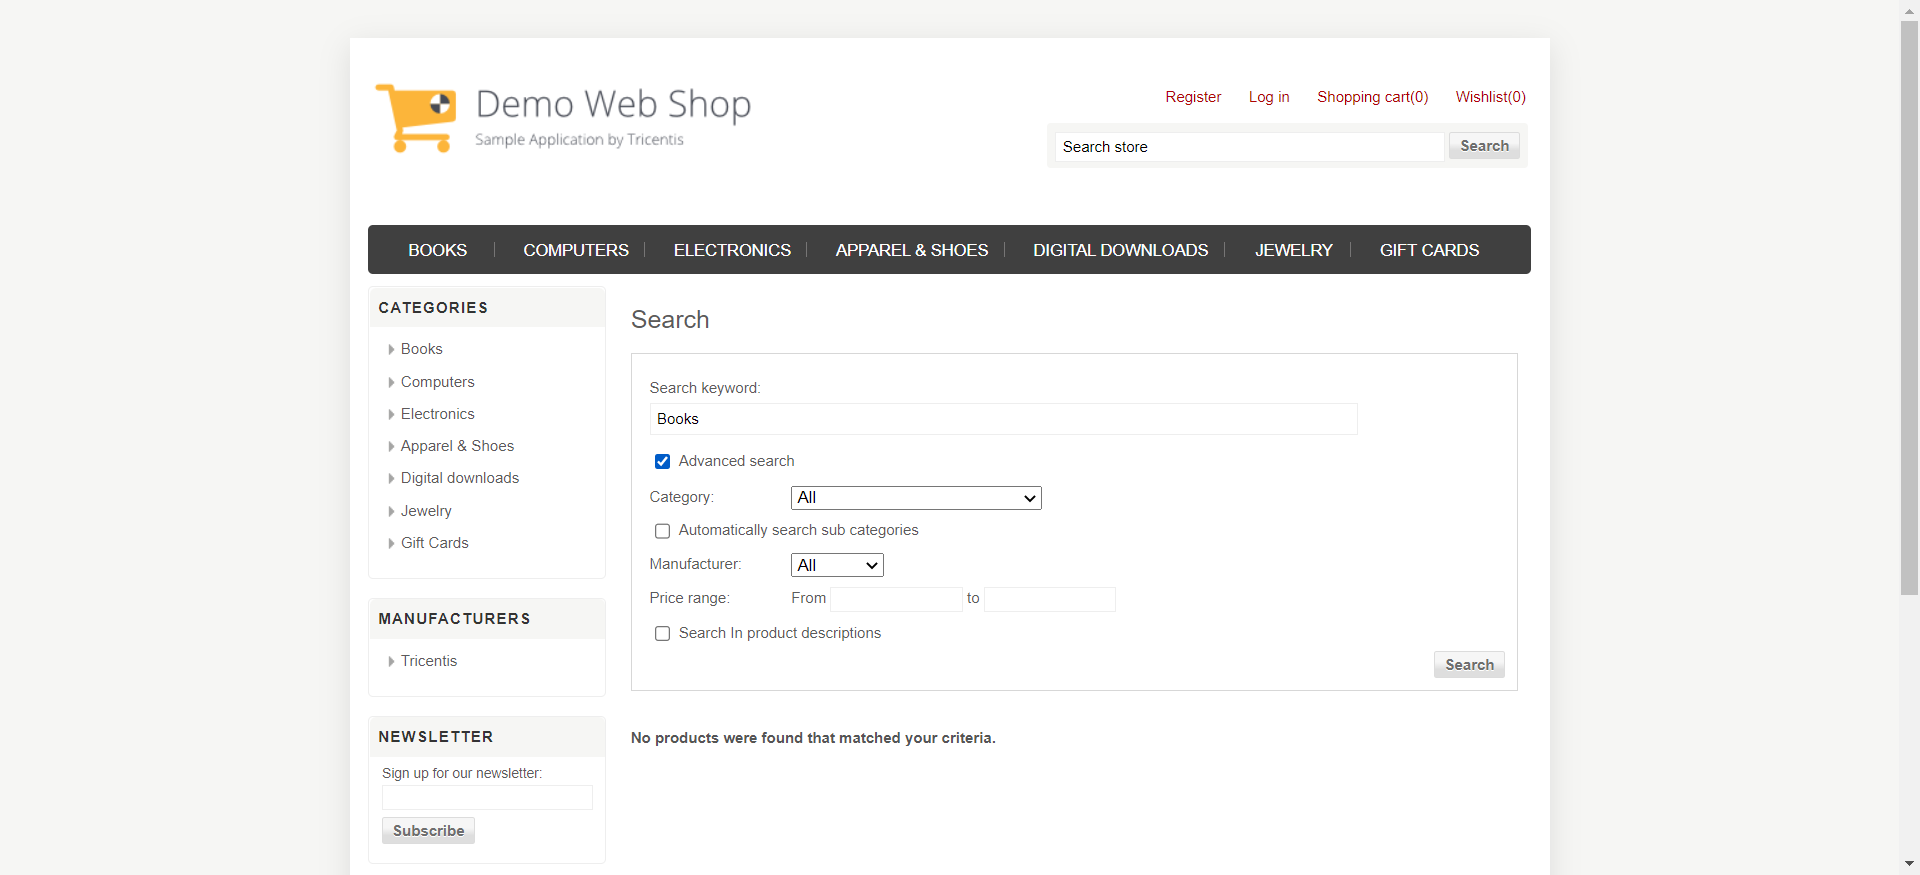 Demo Web Shop
Sample Application by Tricentis
Register Log in Shopping cart(0) Wishlist(0)
Search store Search
BOOKS COMPUTERS ELECTRONICS APPAREL & SHOES DIGITAL DOWNLOADS JEWELRY GIFT CARDS
CATEGORIES
Books
Computers
Electronics
Apparel & Shoes
Digital downloads
Jewelry
Gift Cards
MANUFACTURERS
Tricentis
NEWSLETTER
Sign up for our newsletter:
Subscribe
Search
Search keyword:
Books
Advanced search
Category: All
Automatically search sub categories
Manufacturer: All
Price range: From to
Search In product descriptions
Search
No products were found that matched your criteria.